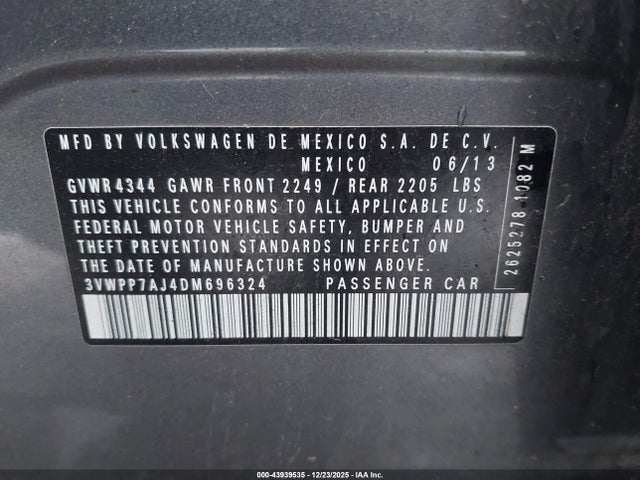 MFD BY VOLKSWAGEN DE MEXICO S.A. DE C.V.
MEXICO 06/13
GVWR 4344 GAWR FRONT 2249 / REAR 2205 LBS
THIS VEHICLE CONFORMS TO ALL APPLICABLE U.S.
FEDERAL MOTOR VEHICLE SAFETY, BUMPER AND
THEFT PREVENTION STANDARDS IN EFFECT ON
THE DATE OF MANUFACTURE SHOWN ABOVE.
3VWPP7AJ4DM696324 PASSENGER CAR
2625278-1082 M
000-43939535 - 12/23/2025 - IAA Inc.